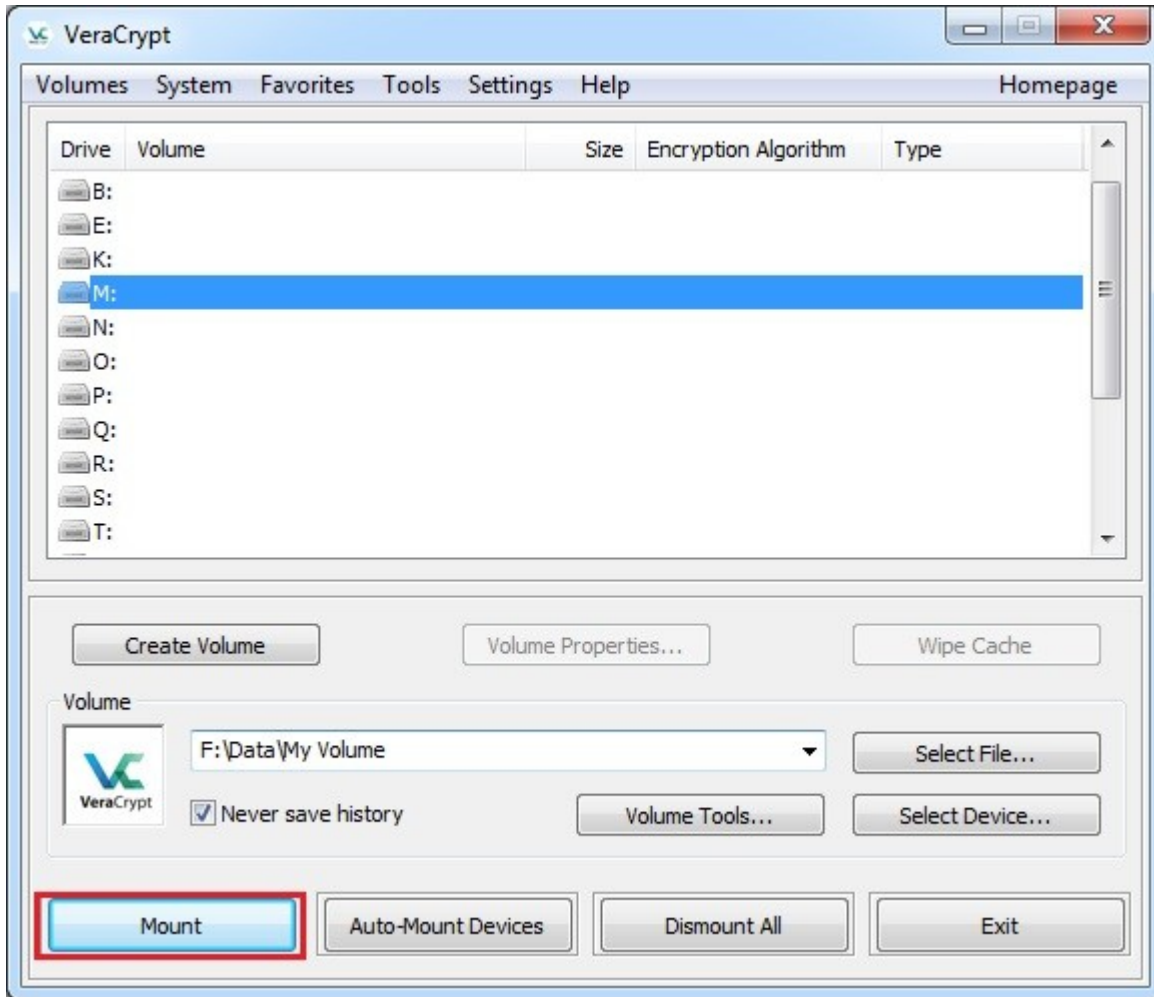 VeraCrypt
Volumes System Favorites Tools Settings Help Homepage
Drive Volume Size Encryption Algorithm Type
B:
E:
K:
M:
N:
O:
P:
Q:
R:
S:
T:
Create Volume Volume Properties... Wipe Cache
Volume
F:\Data\My Volume Select File...
VeraCrypt
Never save history Volume Tools... Select Device...
Mount Auto-Mount Devices Dismount All Exit